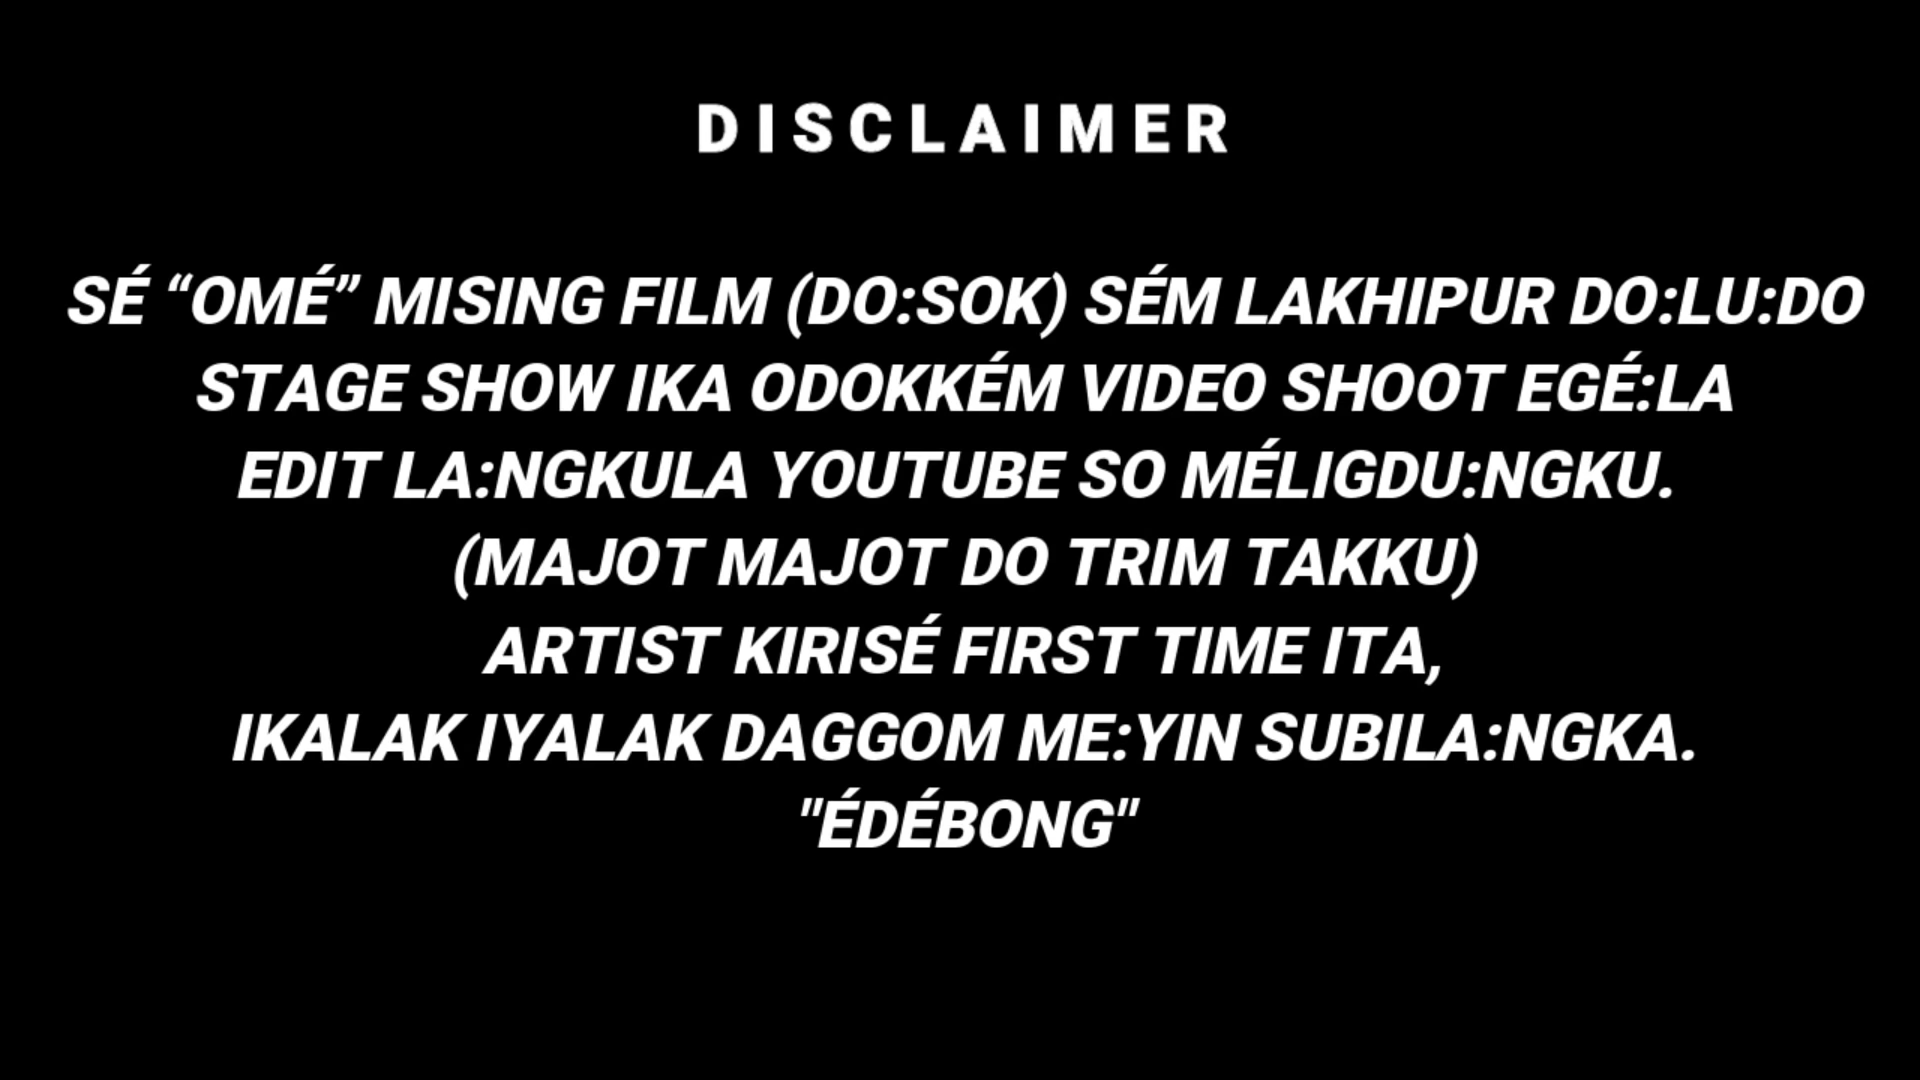 DISCLAIMER
SÉ “OMÉ” MISING FILM (DO:SOK) SÉM LAKHIPUR DO:LU:DO
STAGE SHOW IKA ODOKKÉM VIDEO SHOOT EGÉ:LA
EDIT LA:NGKULA YOUTUBE SO MÉLIGDU:NGKU.
(MAJOT MAJOT DO TRIM TAKKU)
ARTIST KIRISÉ FIRST TIME ITA,
IKALAK IYALAK DAGGOM ME:YIN SUBILA:NGKA.
"ÉDÉBONG"